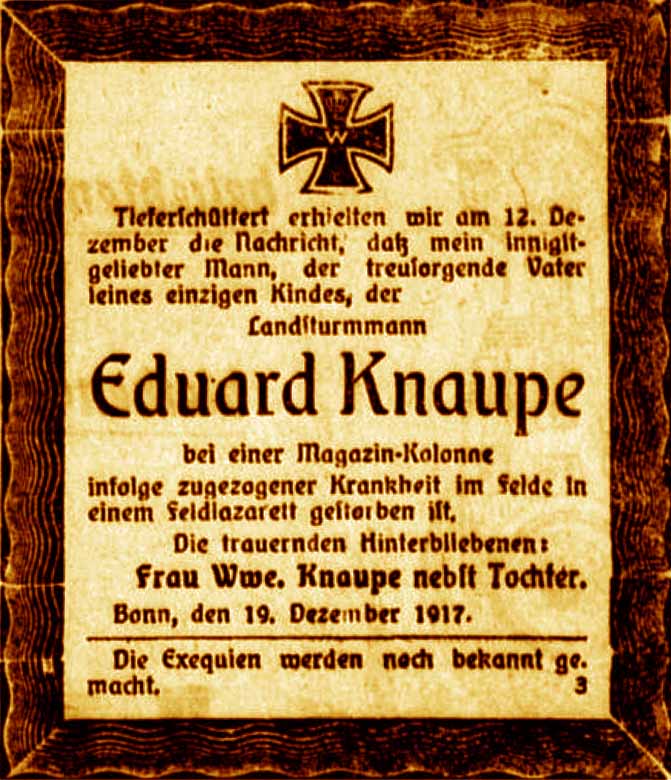 W
Tieferschüttert erhielten wir am 12. De-
zember die Nachricht, daß mein innigst-
geliebter Mann, der treusorgende Vater
seines einzigen Kindes, der
Landsturmmann
Eduard Knaupe
bei einer Magazin-Kolonne
infolge zugezogener Krankheit im Felde in
einem Feldlazarett gestorben ist.
Die trauernden Hinterbliebenen:
Frau Wwe. Knaupe nebst Tochter.
Bonn, den 19. Dezember 1917.
Die Exequien werden noch bekannt ge-
macht. 3